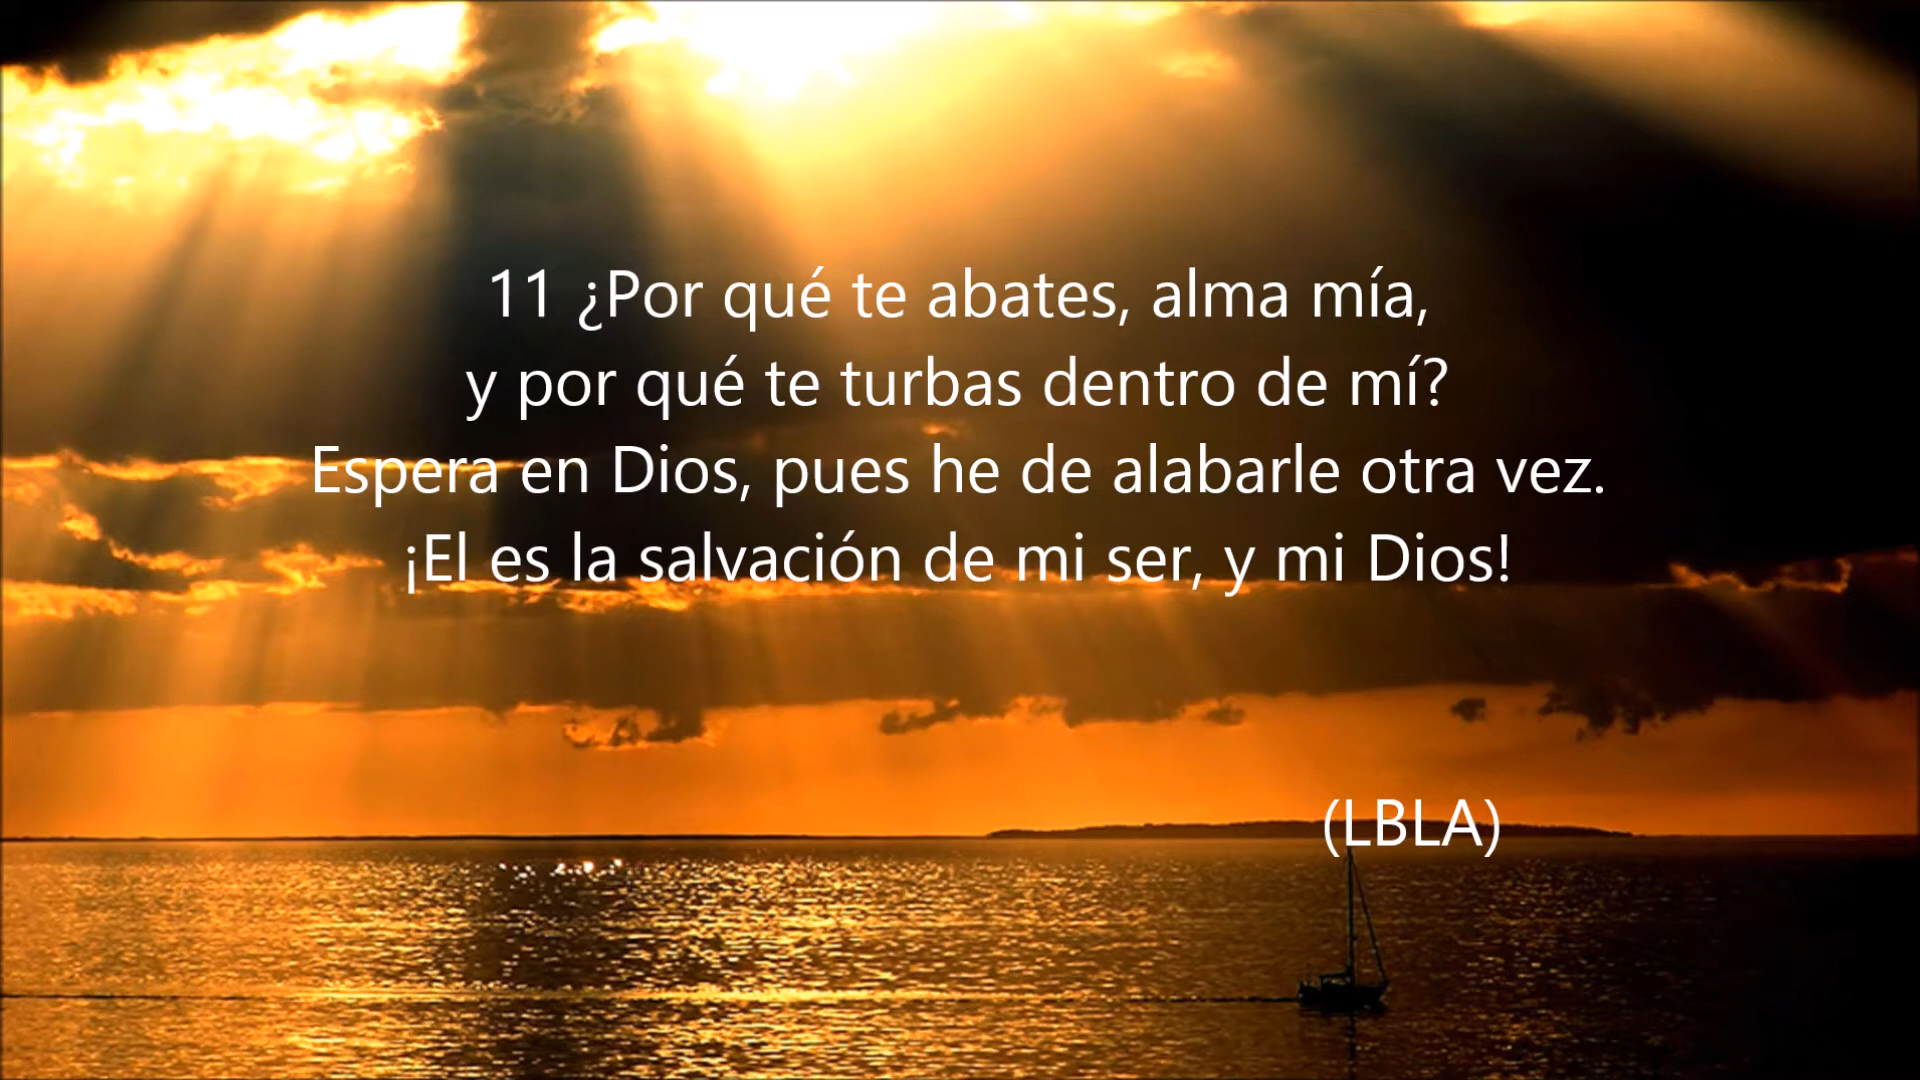 11 ¿Por qué te abates, alma mía,
y por qué te turbas dentro de mí?
Espera en Dios, pues he de alabarle otra vez.
¡El es la salvación de mi ser, y mi Dios!
(LBLA)